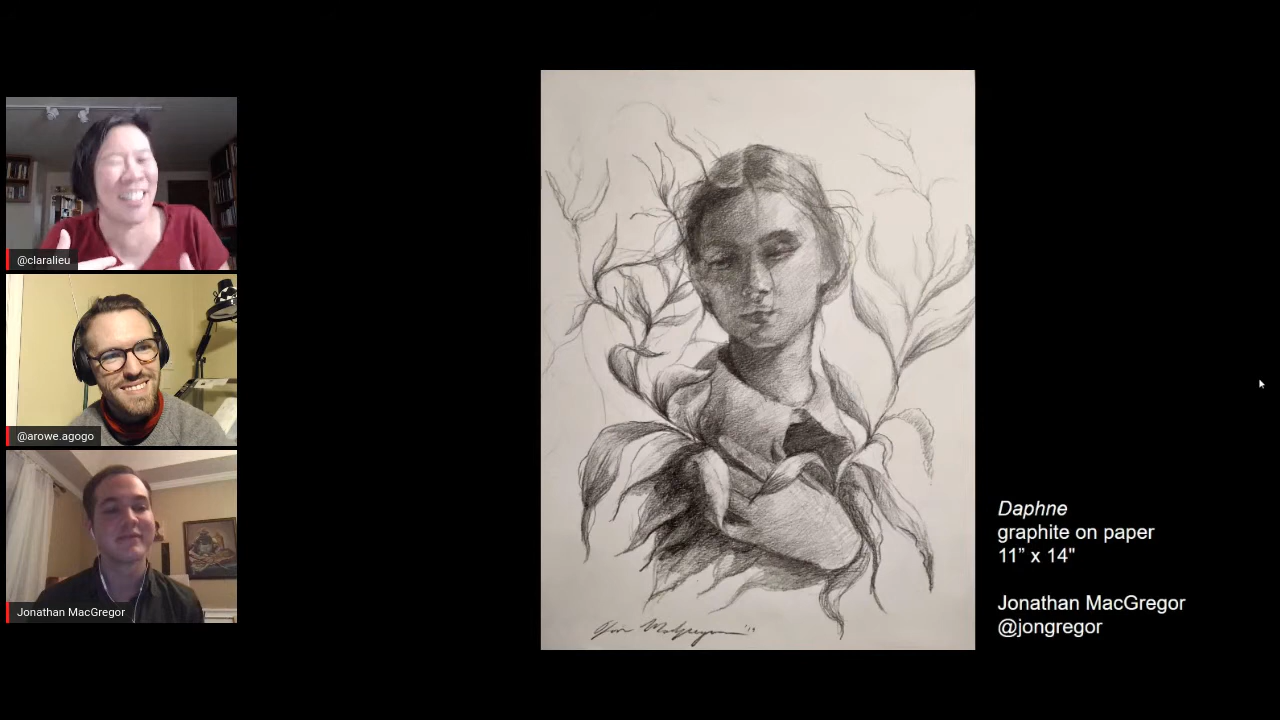 @claralieu
@arowe.agogo
Jonathan MacGregor
Daphne
graphite on paper
11” x 14"
Jonathan MacGregor
@jongregor